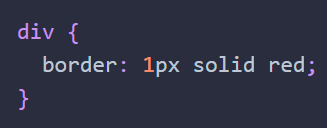 div {
  border: 1px solid red;
}